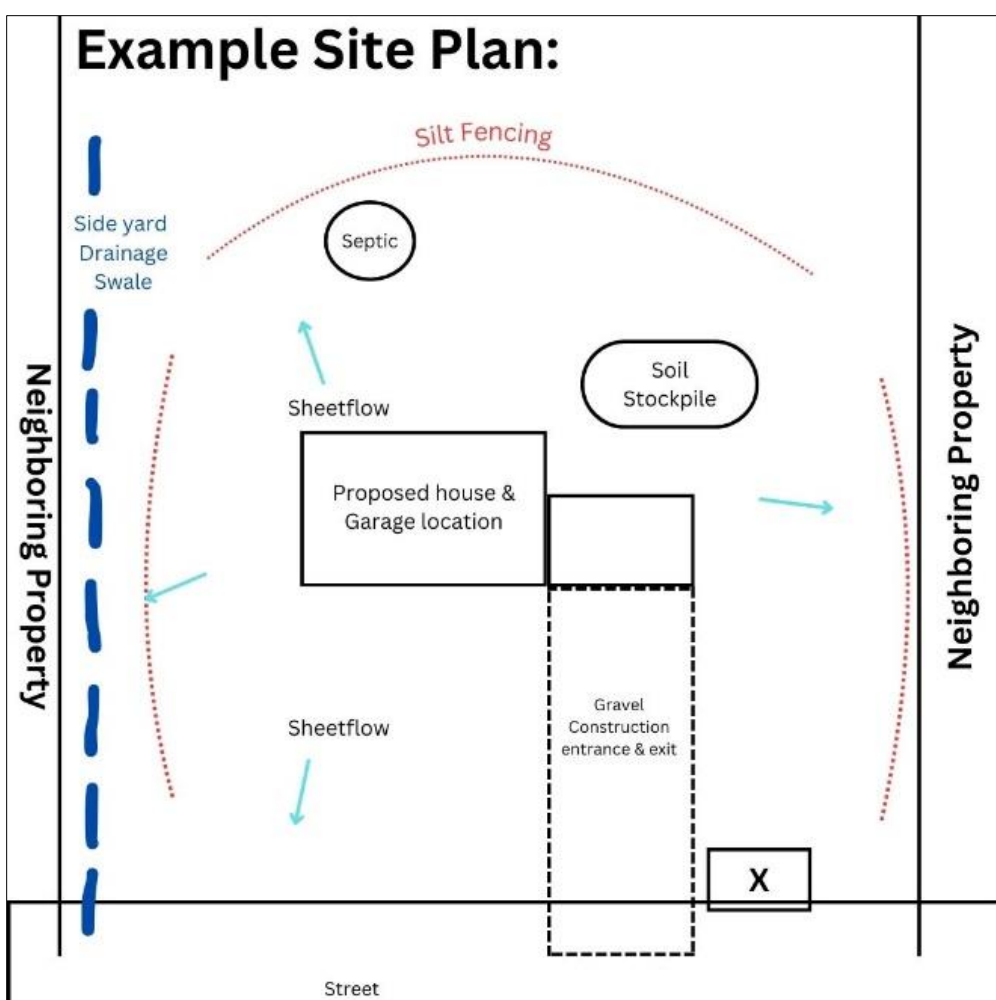 Example Site Plan:
Silt Fencing
Side yard
Drainage
Swale
Septic
Soil
Stockpile
Neighboring Property
Neighboring Property
Sheetflow
Proposed house &
Garage location
Gravel
Construction
entrance & exit
Sheetflow
X
Street